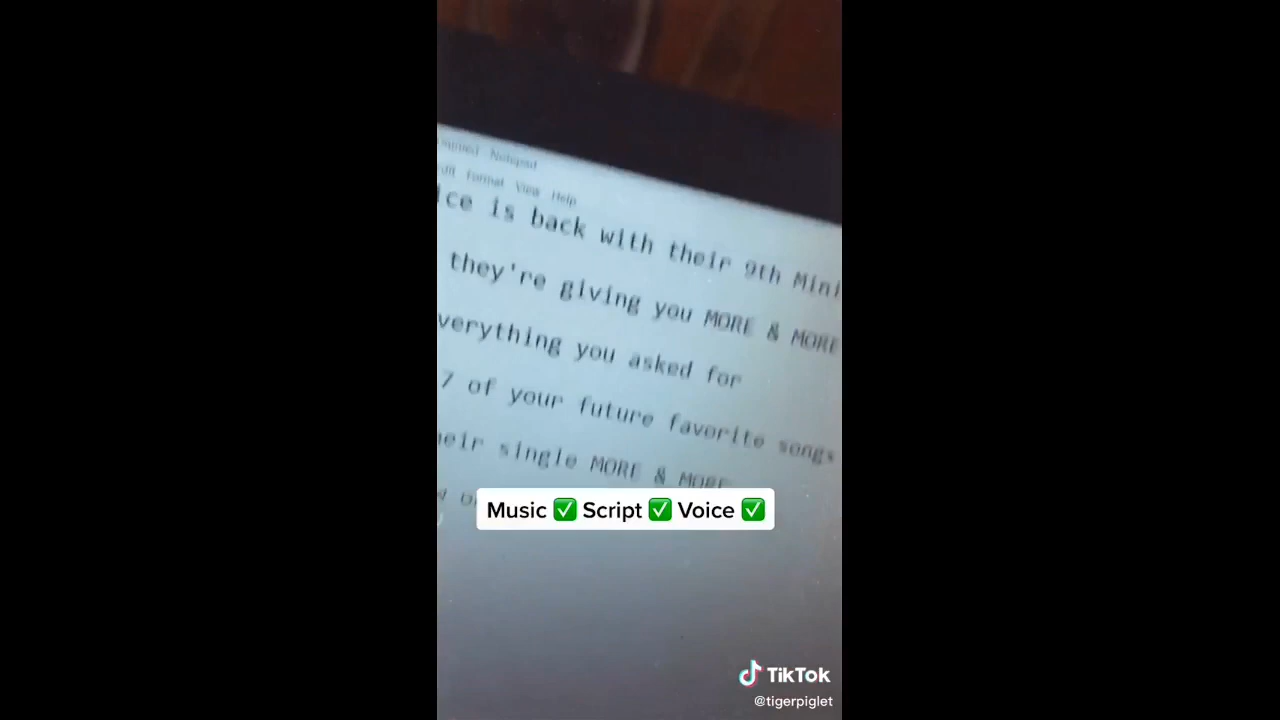 Notepad
Format View Help
ice is back with their 9th Mini
they're giving you MORE & MORE
verything you asked for
7 of your future favorite songs
heir single MORE & MORE
Music ✅ Script ✅ Voice ✅
TikTok
@tigerpiglet